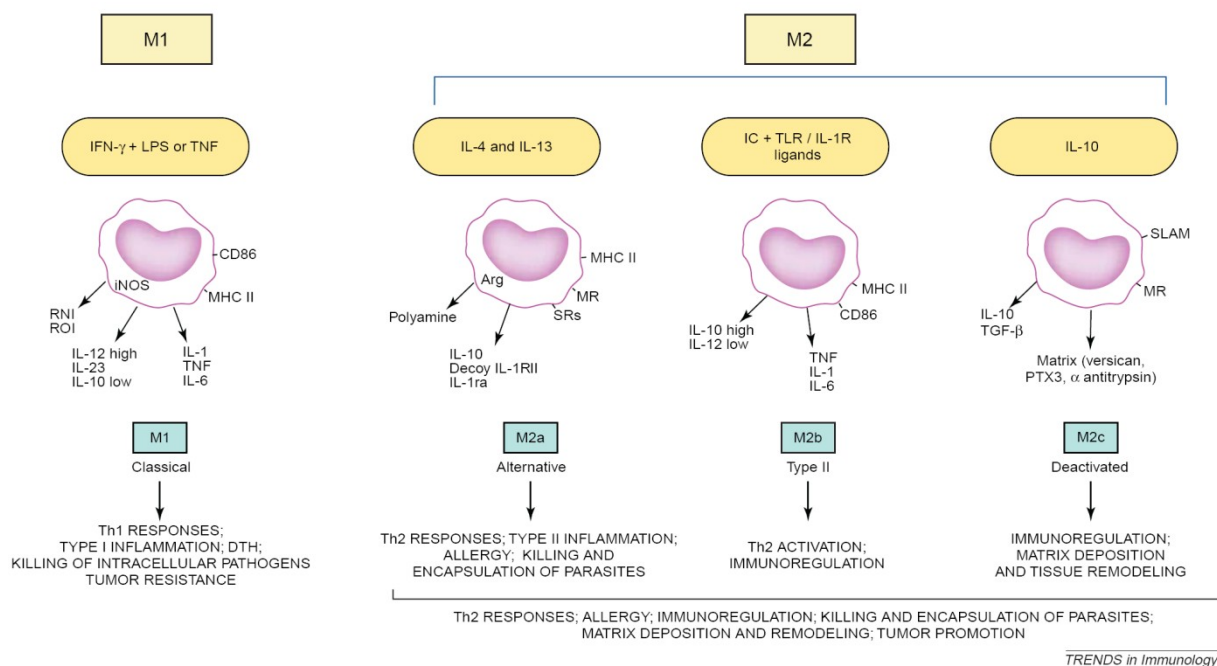 M1
M2
IFN-γ + LPS or TNF
IL-4 and IL-13
IC + TLR / IL-1R
ligands
IL-10
CD86
iNOS
MHC II
RNI
ROI
IL-12 high
IL-23
IL-10 low
IL-1
TNF
IL-6
MHC II
Arg
MR
SRs
Polyamine
IL-10
Decoy IL-1RII
IL-1ra
MHC II
CD86
IL-10 high
IL-12 low
TNF
IL-1
IL-6
SLAM
MR
IL-10
TGF-β
Matrix (versican,
PTX3, α antitrypsin)
M1
Classical
M2a
Alternative
M2b
Type II
M2c
Deactivated
Th1 RESPONSES;
TYPE I INFLAMMATION; DTH;
KILLING OF INTRACELLULAR PATHOGENS
TUMOR RESISTANCE
Th2 RESPONSES; TYPE II INFLAMMATION;
ALLERGY; KILLING AND
ENCAPSULATION OF PARASITES
Th2 ACTIVATION;
IMMUNOREGULATION
IMMUNOREGULATION;
MATRIX DEPOSITION
AND TISSUE REMODELING
Th2 RESPONSES; ALLERGY; IMMUNOREGULATION; KILLING AND ENCAPSULATION OF PARASITES;
MATRIX DEPOSITION AND REMODELING; TUMOR PROMOTION
TRENDS in Immunology